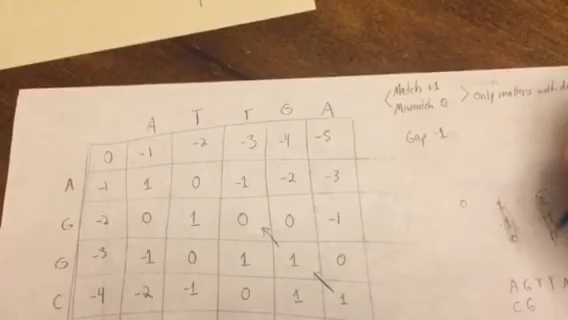 Match +1
Mismatch 0
Only matters with
Gap -1
A T T G A
0 -1 -2 -3 -4 -5
A -1 1 0 -1 -2 -3
G -2 0 1 0 0 -1
G -3 -1 0 1 1 0
C -4 -2 -1 0 1 1
0
A G T T A
C G